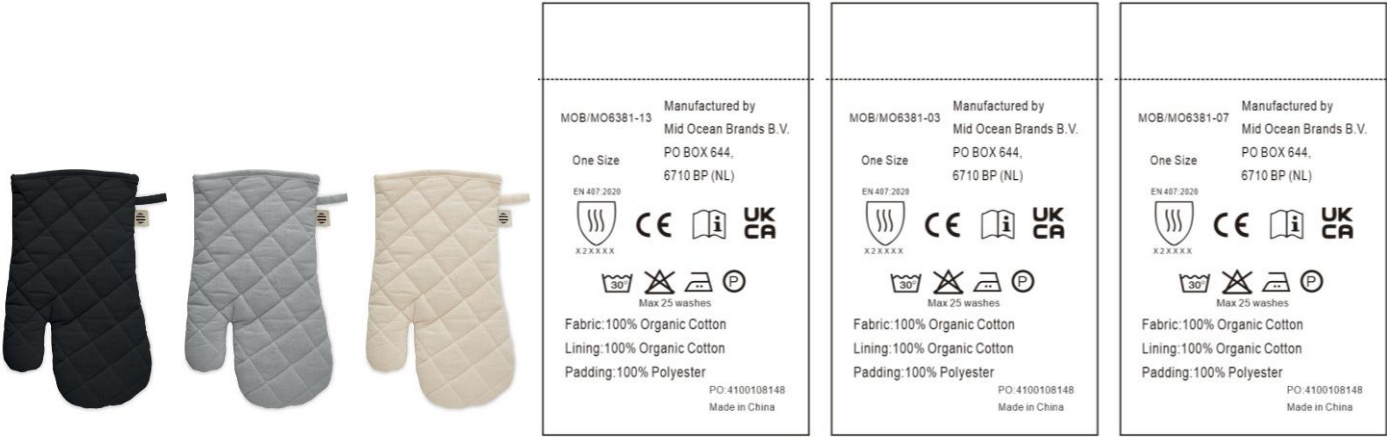 MOB/MO6381-13
Manufactured by
Mid Ocean Brands B.V.
PO BOX 644,
6710 BP (NL)
One Size
EN 407:2020
X2XXXX
CE
i
UK
CA
30°
P
Max 25 washes
Fabric:100% Organic Cotton
Lining:100% Organic Cotton
Padding:100% Polyester
PO:4100108148
Made in China
MOB/MO6381-03
Manufactured by
Mid Ocean Brands B.V.
PO BOX 644,
6710 BP (NL)
One Size
EN 407:2020
X2XXXX
CE
i
UK
CA
30°
P
Max 25 washes
Fabric:100% Organic Cotton
Lining:100% Organic Cotton
Padding:100% Polyester
PO:4100108148
Made in China
MOB/MO6381-07
Manufactured by
Mid Ocean Brands B.V.
PO BOX 644,
6710 BP (NL)
One Size
EN 407:2020
X2XXXX
CE
i
UK
CA
30°
P
Max 25 washes
Fabric:100% Organic Cotton
Lining:100% Organic Cotton
Padding:100% Polyester
PO:4100108148
Made in China